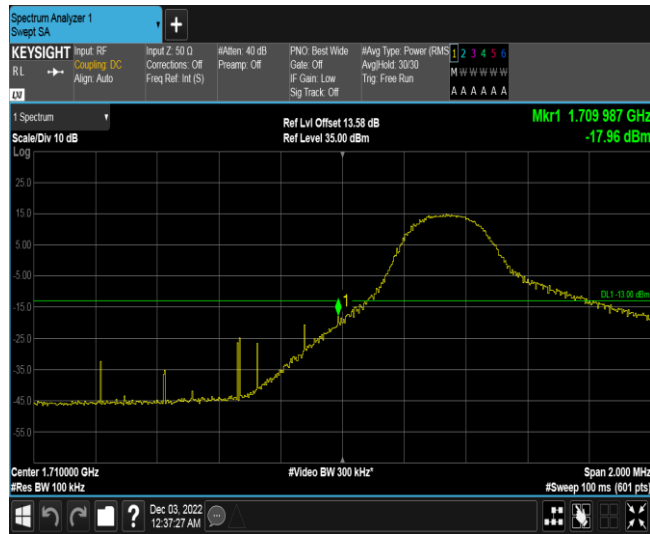 Spectrum Analyzer 1
Swept SA
KEYSIGHT
RL
LXI
Input: RF
Coupling: DC
Align: Auto
Input Z: 50 Ω
Corrections: Off
Freq Ref: Int (S)
#Atten: 40 dB
Preamp: Off
PNO: Best Wide
Gate: Off
IF Gain: Low
Sig Track: Off
#Avg Type: Power (RMS
Avg|Hold: 30/30
Trig: Free Run
1 2 3 4 5 6
M W W W W W
A A A A A A
1 Spectrum
Scale/Div 10 dB
Log
Ref Lvl Offset 13.58 dB
Ref Level 35.00 dBm
Mkr1 1.709 987 GHz
-17.96 dBm
25.0
15.0
5.00
-5.00
DL1 -13.00 dBm
1
-15.0
-25.0
-35.0
-45.0
-55.0
Center 1.710000 GHz
#Video BW 300 kHz*
Span 2.000 MHz
#Res BW 100 kHz
#Sweep 100 ms (601 pts)
?
Dec 03, 2022
12:37:27 AM